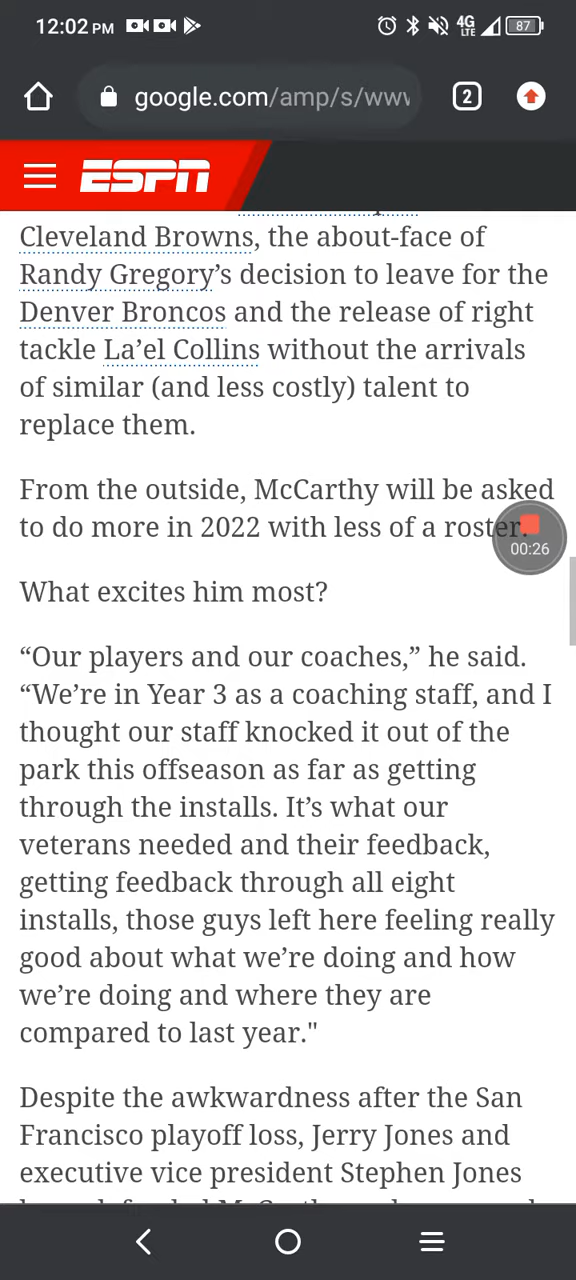 12:02 PM 4G LTE 87
google.com/amp/s/www 2
ESPN
Cleveland Browns, the about-face of
Randy Gregory’s decision to leave for the
Denver Broncos and the release of right
tackle La’el Collins without the arrivals
of similar (and less costly) talent to
replace them.
From the outside, McCarthy will be asked
to do more in 2022 with less of a roster.
00:26
What excites him most?
“Our players and our coaches,” he said.
“We’re in Year 3 as a coaching staff, and I
thought our staff knocked it out of the
park this offseason as far as getting
through the installs. It’s what our
veterans needed and their feedback,
getting feedback through all eight
installs, those guys left here feeling really
good about what we’re doing and how
we’re doing and where they are
compared to last year."
Despite the awkwardness after the San
Francisco playoff loss, Jerry Jones and
executive vice president Stephen Jones